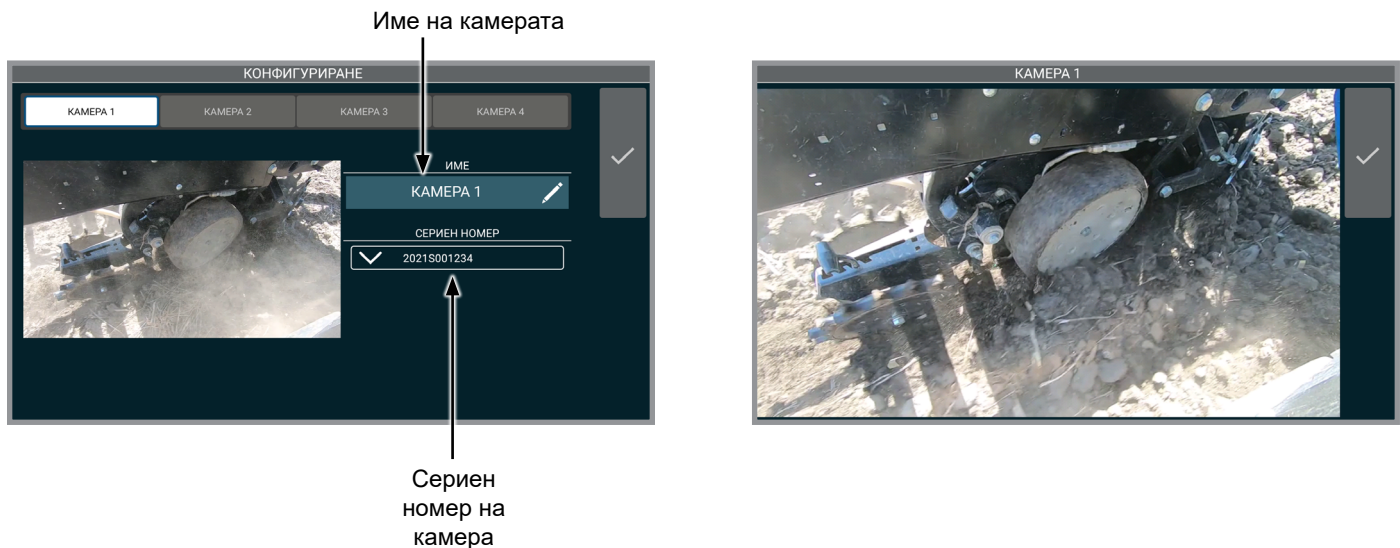 Име на камерата
КОНФИГУРИРАНЕ
КАМЕРА 1
КАМЕРА 2
КАМЕРА 3
КАМЕРА 4
ИМЕ
КАМЕРА 1
СЕРИЕН НОМЕР
2021S001234
Сериен
номер на
камера
КАМЕРА 1